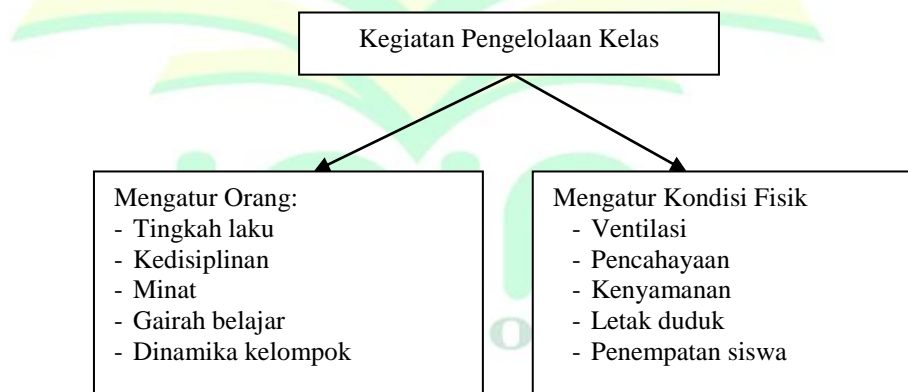 Kegiatan Pengelolaan Kelas
Mengatur Orang:
- Tingkah laku
- Kedisiplinan
- Minat
- Gairah belajar
- Dinamika kelompok
Mengatur Kondisi Fisik
- Ventilasi
- Pencahayaan
- Kenyamanan
- Letak duduk
- Penempatan siswa